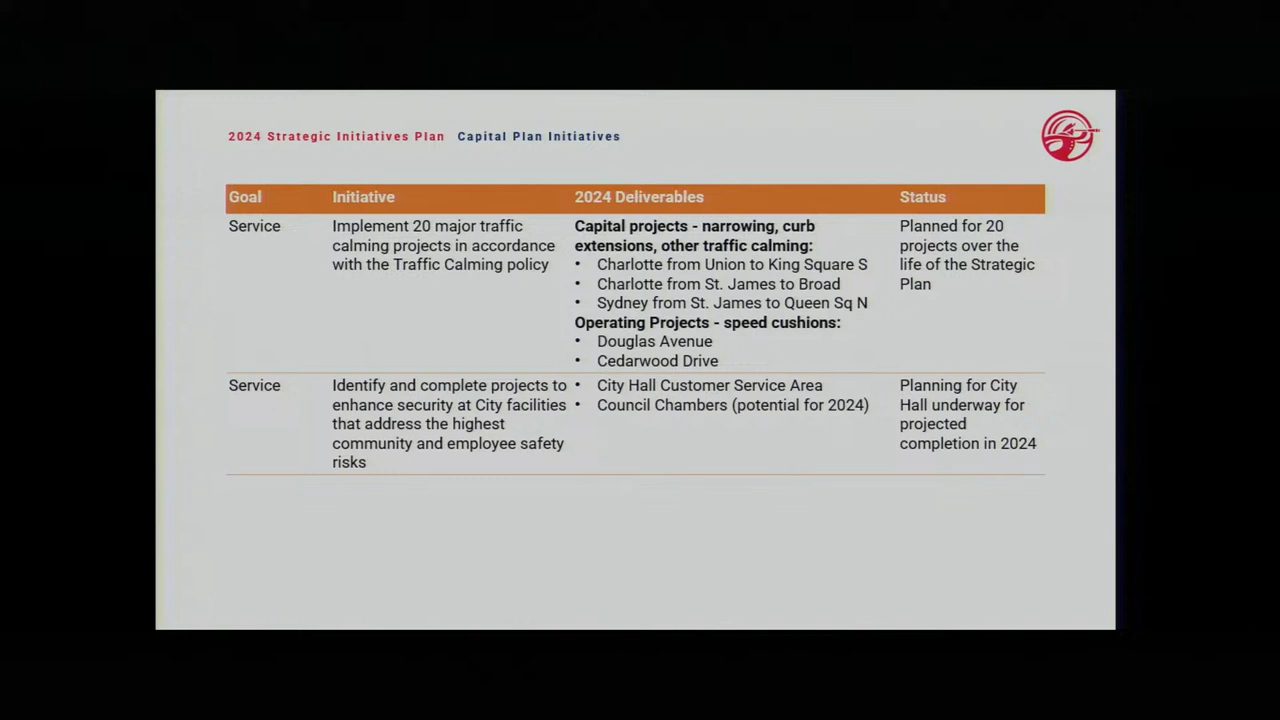 2024 Strategic Initiatives Plan Capital Plan Initiatives
Goal Initiative 2024 Deliverables Status
Service
Implement 20 major traffic
calming projects in accordance
with the Traffic Calming policy
Capital projects - narrowing, curb
extensions, other traffic calming:
• Charlotte from Union to King Square S
• Charlotte from St. James to Broad
• Sydney from St. James to Queen Sq N
Operating Projects - speed cushions:
• Douglas Avenue
• Cedarwood Drive
Planned for 20
projects over the
life of the Strategic
Plan
Service
Identify and complete projects to
enhance security at City facilities
that address the highest
community and employee safety
risks
• City Hall Customer Service Area
• Council Chambers (potential for 2024)
Planning for City
Hall underway for
projected
completion in 2024